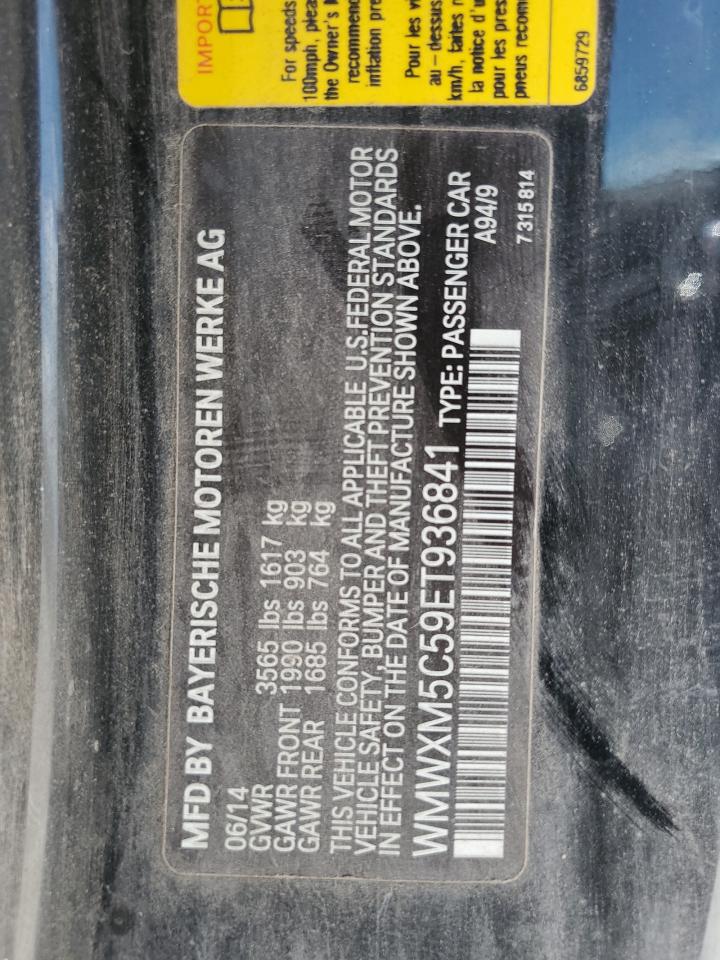 MFD BY BAYERISCHE MOTOREN WERKE AG
06/14
GVWR 3565 lbs 1617 kg
GAWR FRONT 1990 lbs 903 kg
GAWR REAR 1685 lbs 764 kg
THIS VEHICLE CONFORMS TO ALL APPLICABLE U.S.FEDERAL MOTOR
VEHICLE SAFETY, BUMPER AND THEFT PREVENTION STANDARDS
IN EFFECT ON THE DATE OF MANUFACTURE SHOWN ABOVE.
WMWXM5C59ET936841 TYPE: PASSENGER CAR
A94/9
7 315 814
IMPORT
For speeds
100mph, pleas
the Owner's M
recommenc
inflation pre
Pour les vi
au - dessus
km/h, faites r
la notice d'u
pour les pres
pneus recom
6859729